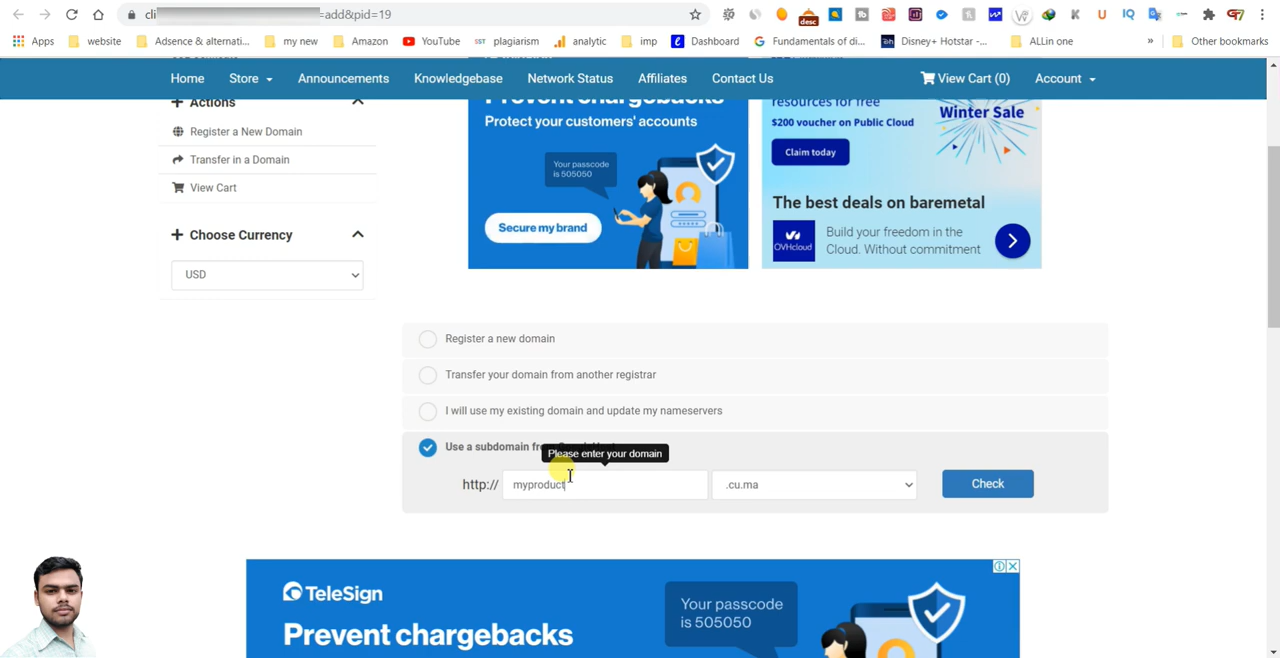 cli =add&pid=19
Apps website Adsence & alternati... my new Amazon YouTube SST plagiarism analytic imp Dashboard Fundamentals of di... Disney+ Hotstar -... ALLin one » Other bookmarks
Home Store Announcements Knowledgebase Network Status Affiliates Contact Us View Cart (0) Account
Actions
Register a New Domain
Transfer in a Domain
View Cart
Choose Currency
USD
Prevent chargebacks
Protect your customers' accounts
Your passcode
is 505050
Secure my brand
resources for free
$200 voucher on Public Cloud
Claim today
Winter Sale
The best deals on baremetal
OVHcloud
Build your freedom in the
Cloud. Without commitment
Register a new domain
Transfer your domain from another registrar
I will use my existing domain and update my nameservers
Use a subdomain
Please enter your domain
http:// myproduct .cu.ma Check
TeleSign
Prevent chargebacks
Your passcode
is 505050